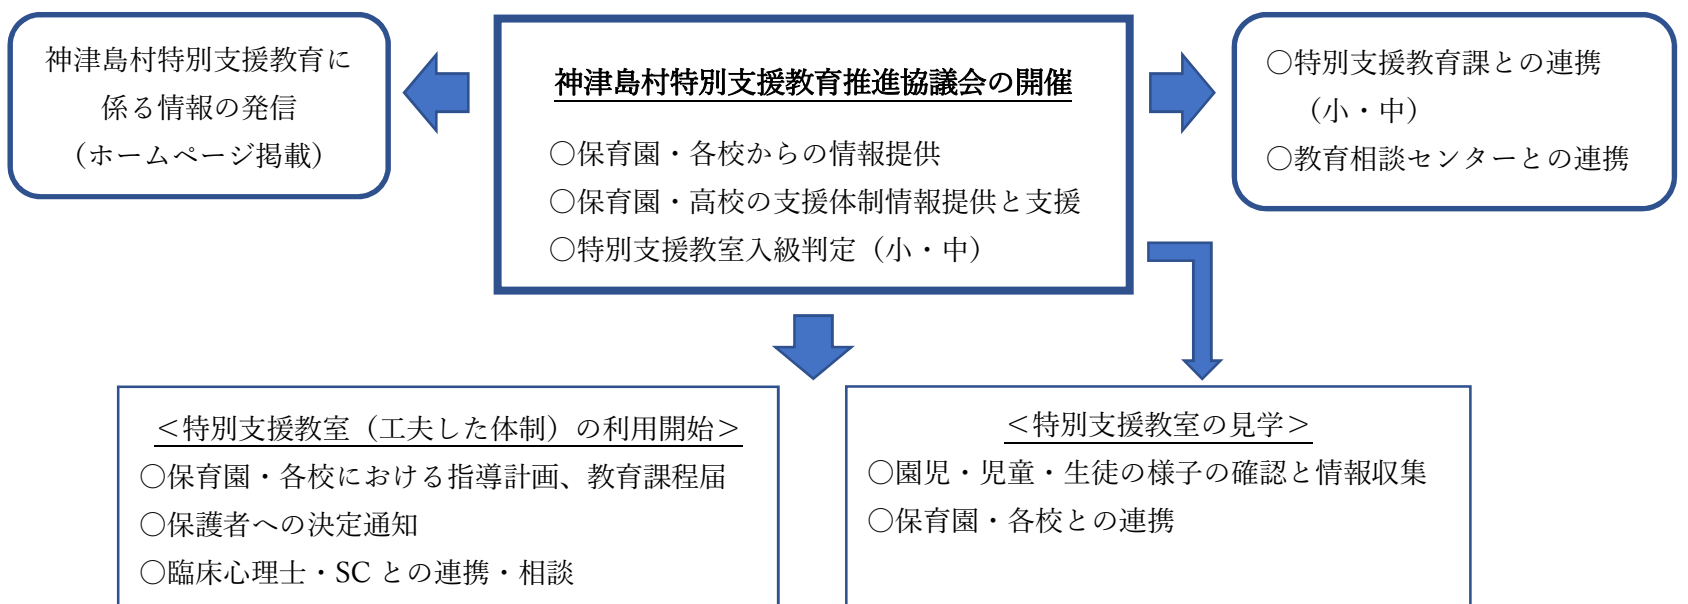 神津島村特別支援教育に
係る情報の発信
（ホームページ掲載）
神津島村特別支援教育推進協議会の開催
○保育園・各校からの情報提供
○保育園・高校の支援体制情報提供と支援
○特別支援教室入級判定（小・中）
○特別支援教育課との連携
（小・中）
○教育相談センターとの連携
＜特別支援教室（工夫した体制）の利用開始＞
○保育園・各校における指導計画、教育課程届
○保護者への決定通知
○臨床心理士・SC との連携・相談
＜特別支援教室の見学＞
○園児・児童・生徒の様子の確認と情報収集
○保育園・各校との連携